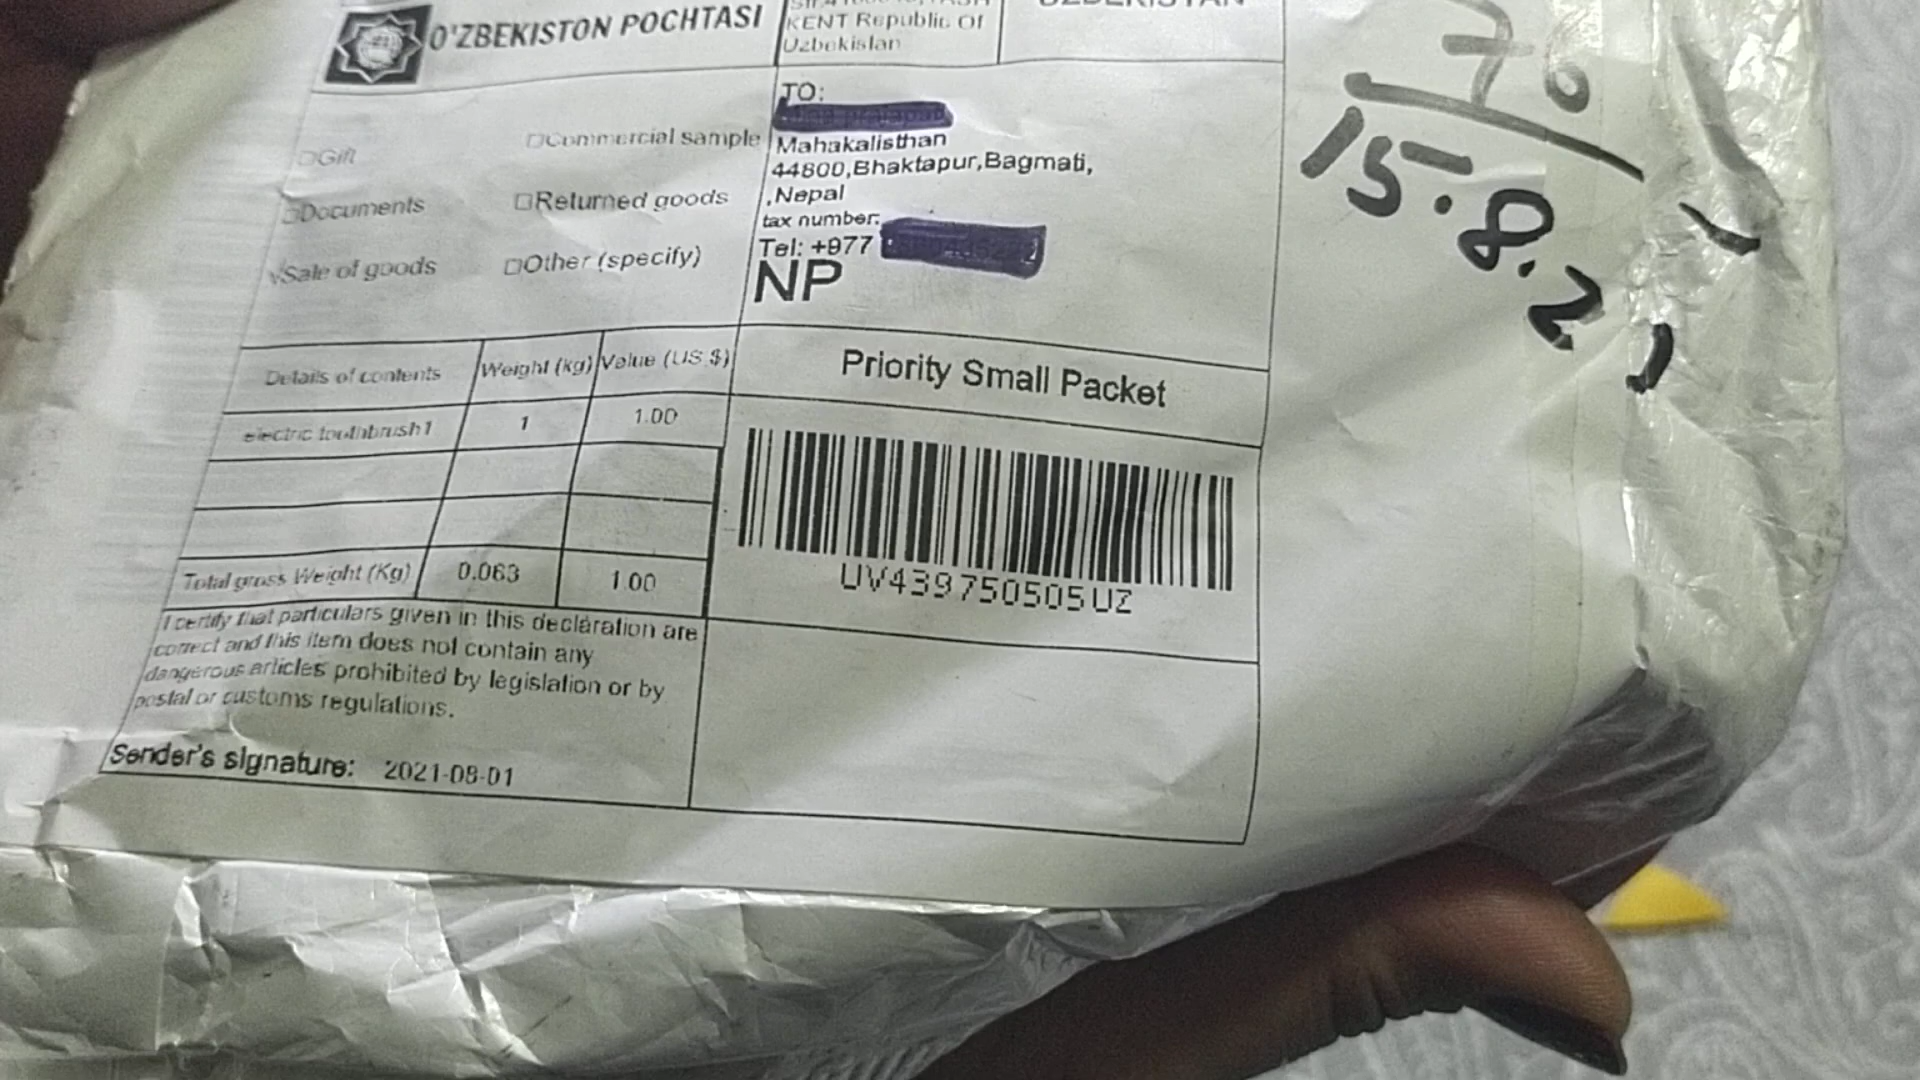 O'ZBEKISTON POCHTASI
KENT Republic Of
Uzbekistan
UZBEKISTAN
TO:
Mahakalisthan
44800,Bhaktapur,Bagmati,
,Nepal
tax number:
Tel: +977
NP
□Gift
□Commercial sample
□Documents
□Returned goods
√Sale of goods
□Other (specify)
Details of contents
Weight (kg)
Value (US $)
electric toothbrush1
1
1.00
Total gross Weight (Kg)
0.063
1.00
I certify that particulars given in this declaration are
correct and this item does not contain any
dangerous articles prohibited by legislation or by
postal or customs regulations.
Sender's signature: 2021-08-01
Priority Small Packet
UV439750505UZ
70
15.8.21